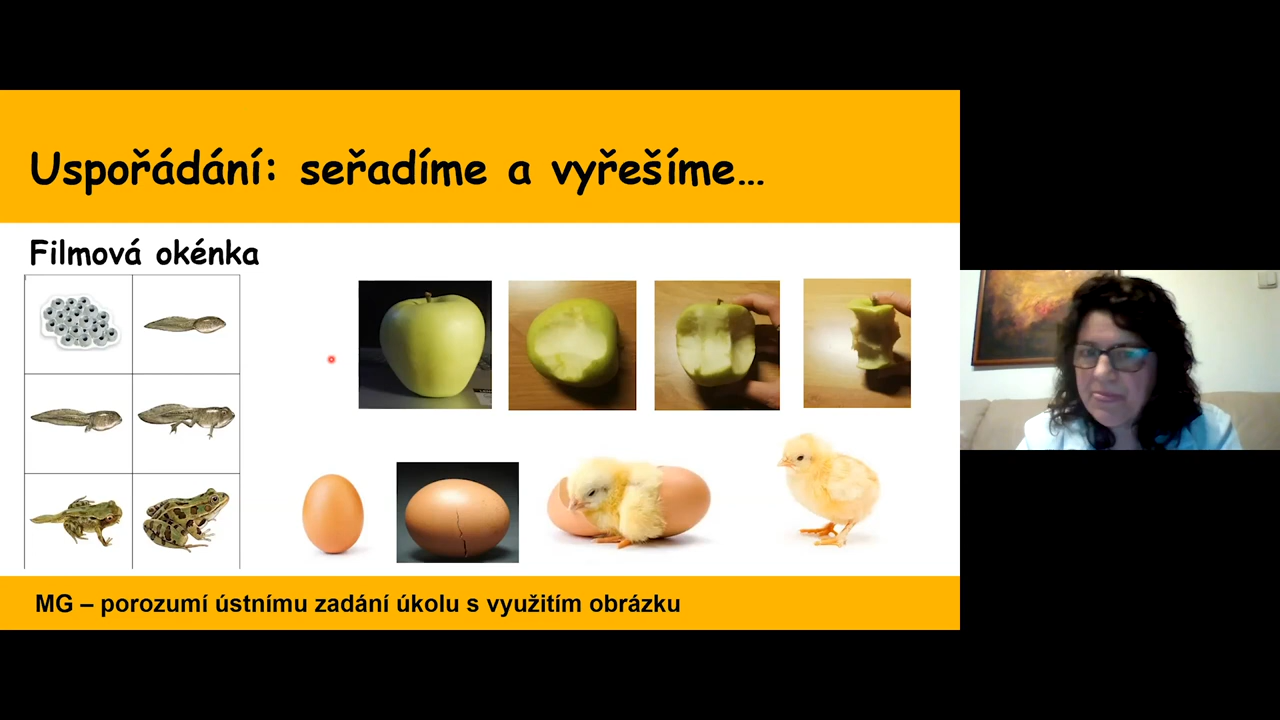 Uspořádání: seřadíme a vyřešíme…
Filmová okénka
MG – porozumí ústnímu zadání úkolu s využitím obrázku